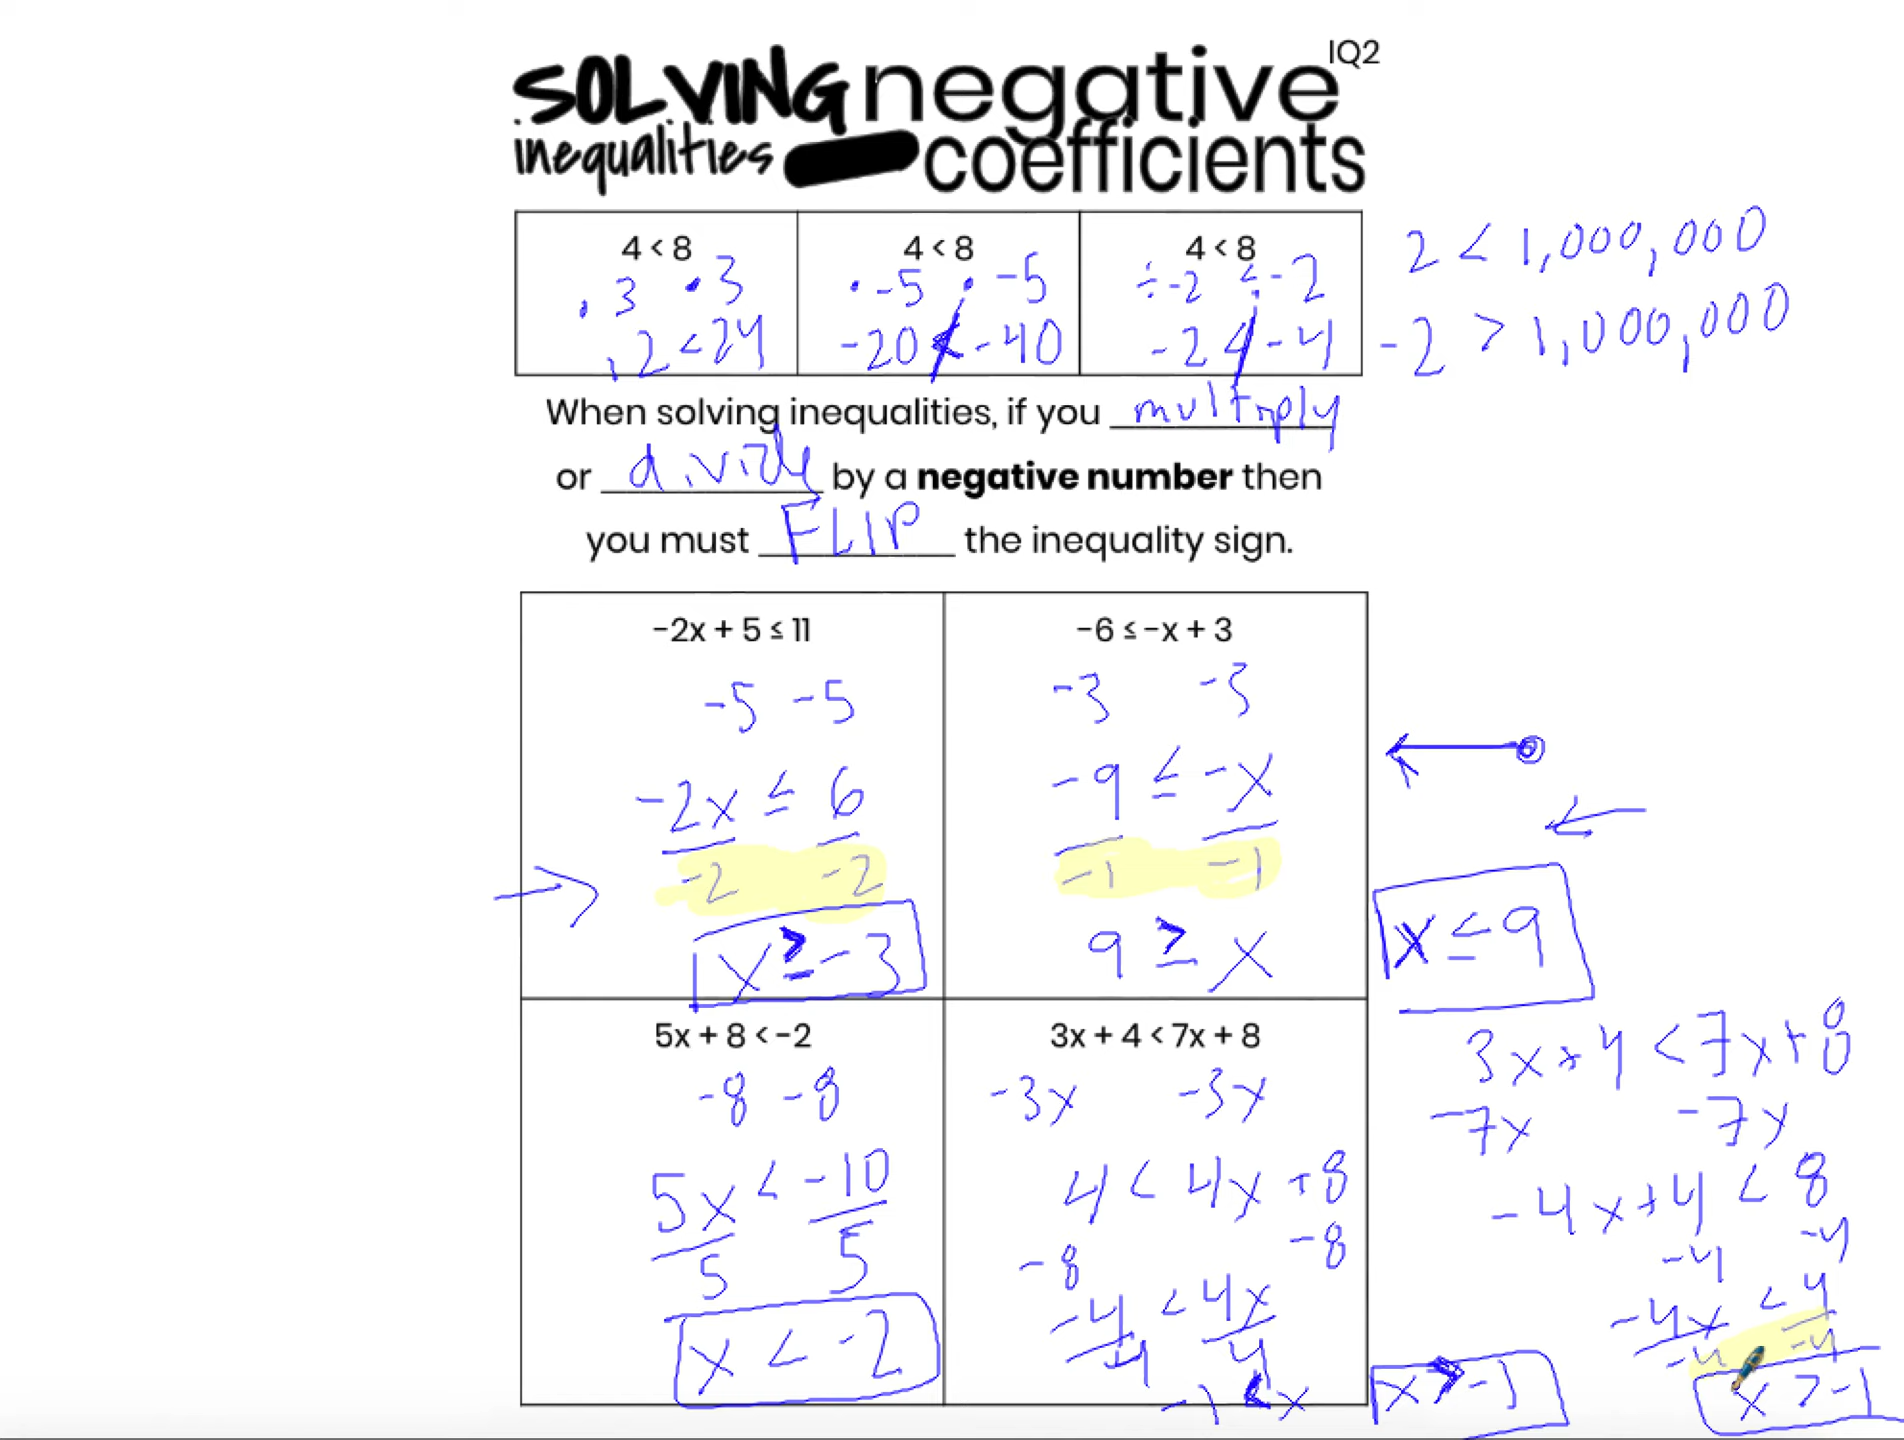 IQ2
SOLVING negative
inequalities coefficients
4 < 8
· 3 · 3
12 < 24
4 < 8
· -5 · -5
-20 < -40
4 < 8
÷ -2 ÷ -2
-2 < -4
2 < 1,000,000
-2 > 1,000,000
When solving inequalities, if you multiply
or divide by a negative number then
you must FLIP the inequality sign.
-2x + 5 ≤ 11
-5 -5
-2x ≤ 6
-2 -2
x ≥ -3
-6 ≤ -x + 3
-3 -3
-9 ≤ -x
-1 -1
9 ≥ x
x ≤ 9
5x + 8 < -2
-8 -8
5x < -10
5 5
x < -2
3x + 4 < 7x + 8
-3x -3x
4 < 4x + 8
-8 -8
-4 < 4x
4 4
-1 < x
x > -1
3x + 4 < 7x + 8
-7x -7x
-4x + 4 < 8
-4 -4
-4x < 4
-4 -4
x > -1